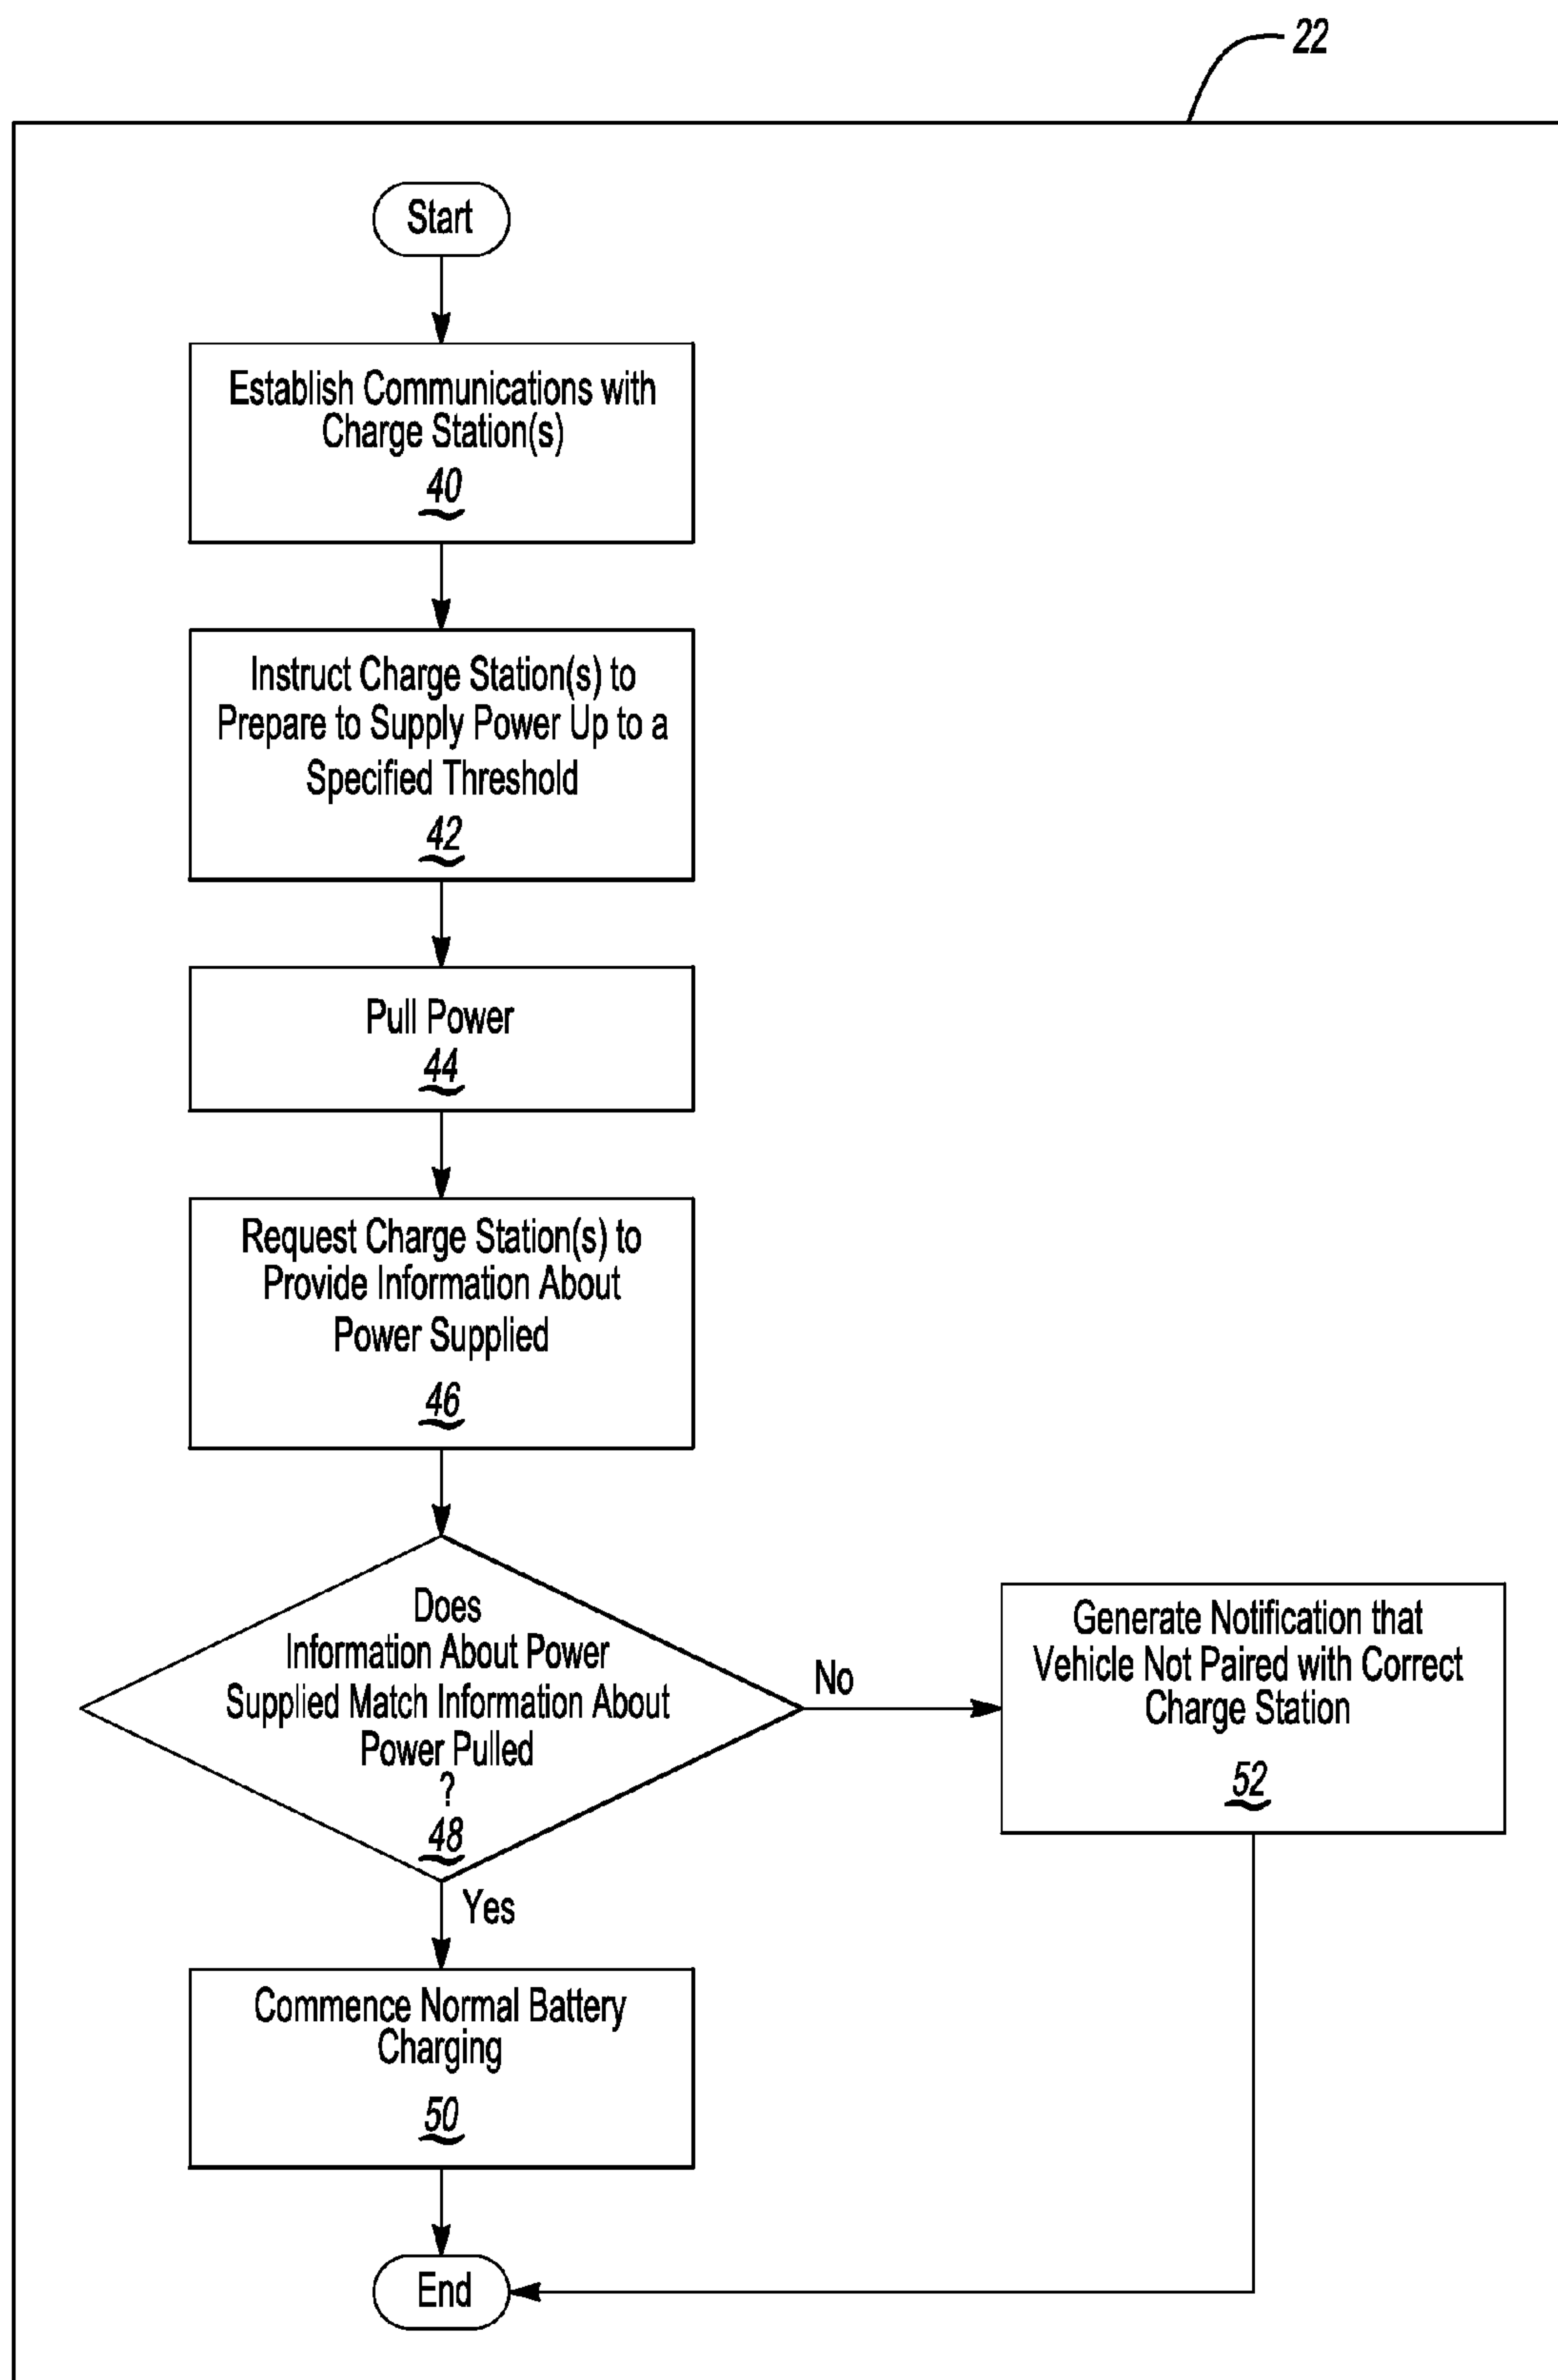 22
Start
Establish Communications with
Charge Station(s)
40
Instruct Charge Station(s) to
Prepare to Supply Power Up to a
Specified Threshold
42
Pull Power
44
Request Charge Station(s) to
Provide Information About
Power Supplied
46
Does
Information About Power
Supplied Match Information About
Power Pulled
?
48
No
Generate Notification that
Vehicle Not Paired with Correct
Charge Station
52
Yes
Commence Normal Battery
Charging
50
End